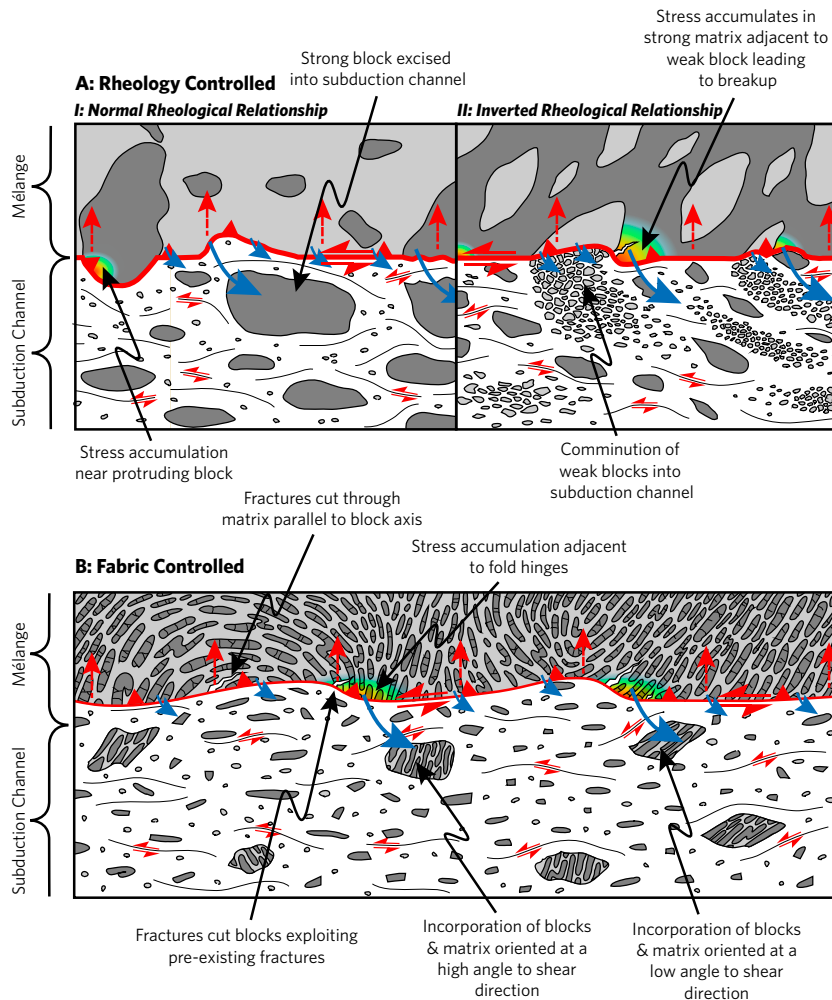 Stress accumulates in
strong matrix adjacent to
weak block leading
to breakup
Strong block excised
into subduction channel
A: Rheology Controlled
I: Normal Rheological Relationship
II: Inverted Rheological Relationship
Mélange
Subduction Channel
Stress accumulation
near protruding block
Comminution of
weak blocks into
subduction channel
Fractures cut through
matrix parallel to block axis
B: Fabric Controlled
Stress accumulation adjacent
to fold hinges
Mélange
Subduction Channel
Fractures cut blocks exploiting
pre-existing fractures
Incorporation of blocks
& matrix oriented at a
high angle to shear
direction
Incorporation of blocks
& matrix oriented at a
low angle to shear
direction